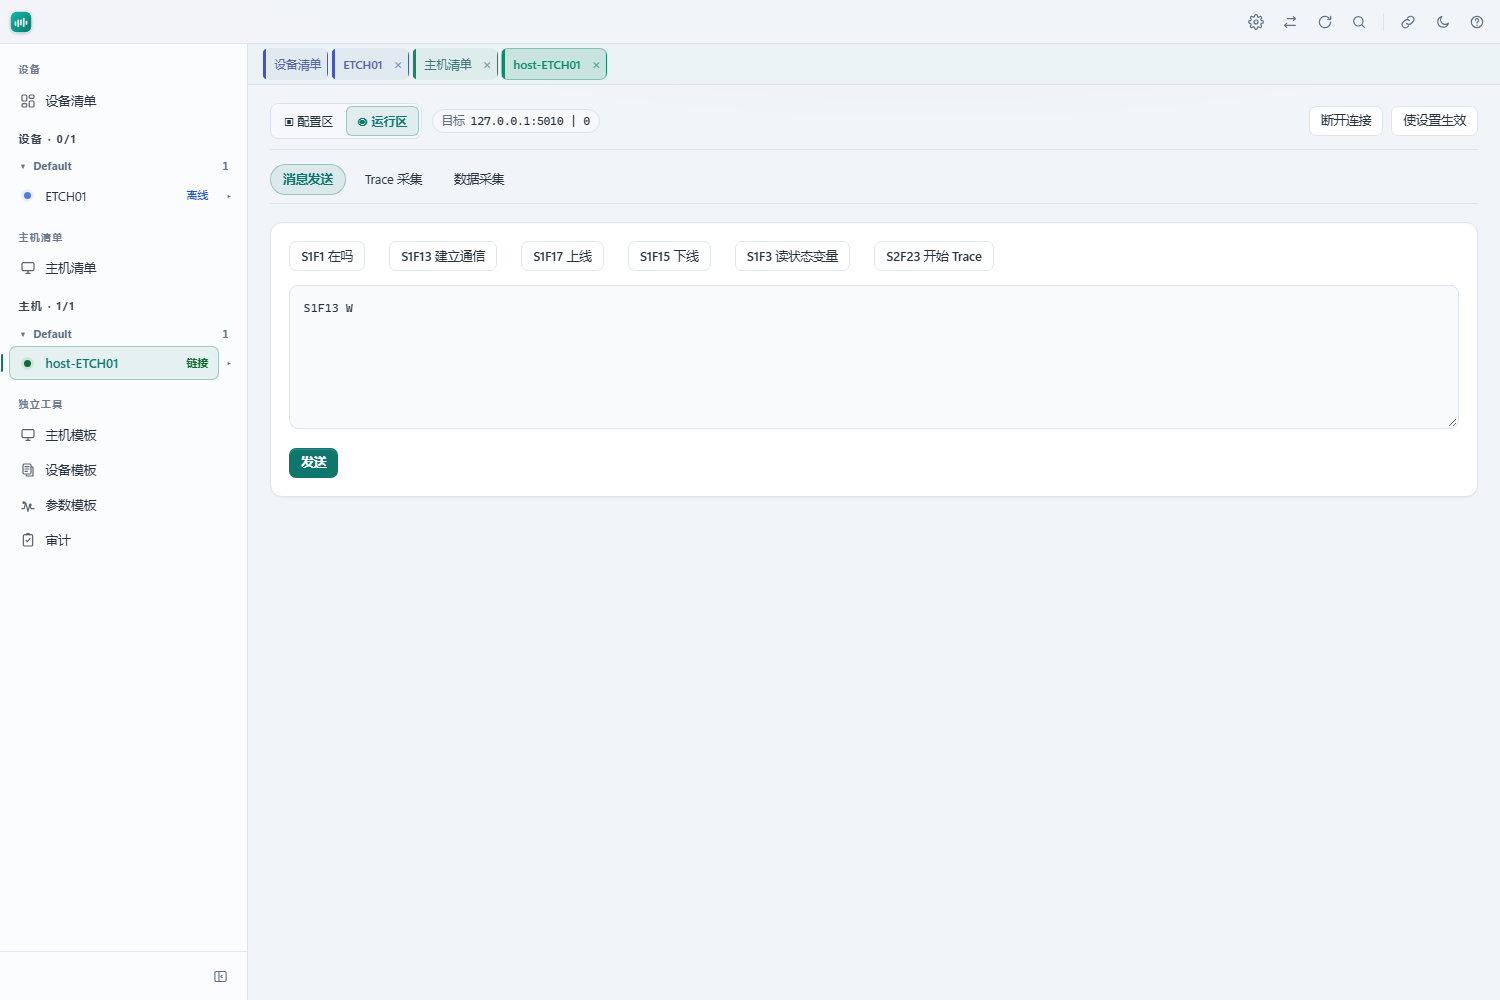 设备清单
ETCH01 ×
主机清单 ×
host-ETCH01 ×
设备
设备清单
设备 · 0/1
Default 1
ETCH01 离线
主机清单
主机清单
主机 · 1/1
Default 1
host-ETCH01 链接
独立工具
主机模板
设备模板
参数模板
审计
配置区
运行区
目标 127.0.0.1:5010 | 0
断开连接
使设置生效
消息发送
Trace 采集
数据采集
S1F1 在吗
S1F13 建立通信
S1F17 上线
S1F15 下线
S1F3 读状态变量
S2F23 开始 Trace
S1F13 W
发送